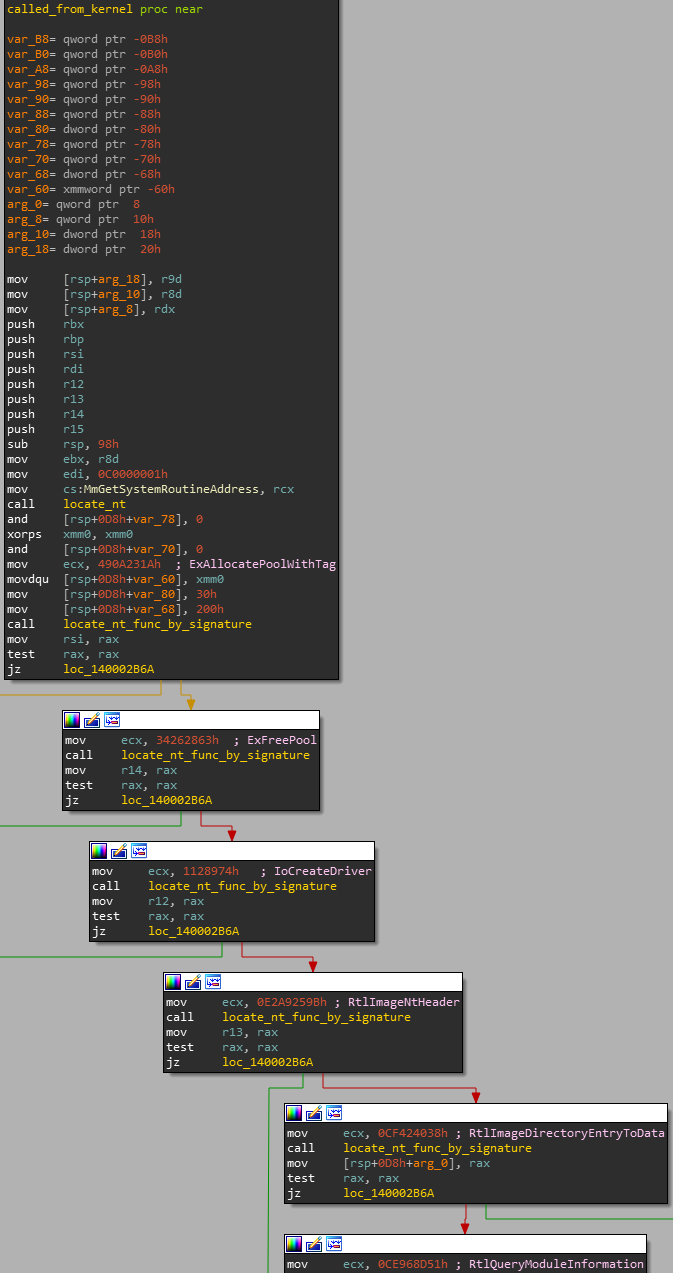 called_from_kernel proc near
var_B8= qword ptr -0B8h
var_B0= qword ptr -0B0h
var_A8= qword ptr -0A8h
var_98= qword ptr -98h
var_90= qword ptr -90h
var_88= qword ptr -88h
var_80= dword ptr -80h
var_78= qword ptr -78h
var_70= qword ptr -70h
var_68= dword ptr -68h
var_60= xmmword ptr -60h
arg_0= qword ptr  8
arg_8= qword ptr  10h
arg_10= dword ptr  18h
arg_18= dword ptr  20h
mov     [rsp+arg_18], r9d
mov     [rsp+arg_10], r8d
mov     [rsp+arg_8], rdx
push    rbx
push    rbp
push    rsi
push    rdi
push    r12
push    r13
push    r14
push    r15
sub     rsp, 98h
mov     ebx, r8d
mov     edi, 0C0000001h
mov     cs:MmGetSystemRoutineAddress, rcx
call    locate_nt
and     [rsp+0D8h+var_78], 0
xorps   xmm0, xmm0
and     [rsp+0D8h+var_70], 0
mov     ecx, 490A231Ah  ; ExAllocatePoolWithTag
movdqu  [rsp+0D8h+var_60], xmm0
mov     [rsp+0D8h+var_80], 30h
mov     [rsp+0D8h+var_68], 200h
call    locate_nt_func_by_signature
mov     rsi, rax
test    rax, rax
jz      loc_140002B6A
mov     ecx, 34262863h  ; ExFreePool
call    locate_nt_func_by_signature
mov     r14, rax
test    rax, rax
jz      loc_140002B6A
mov     ecx, 1128974h   ; IoCreateDriver
call    locate_nt_func_by_signature
mov     r12, rax
test    rax, rax
jz      loc_140002B6A
mov     ecx, 0E2A9259Bh ; RtlImageNtHeader
call    locate_nt_func_by_signature
mov     r13, rax
test    rax, rax
jz      loc_140002B6A
mov     ecx, 0CF424038h ; RtlImageDirectoryEntryToData
call    locate_nt_func_by_signature
mov     [rsp+0D8h+arg_0], rax
test    rax, rax
jz      loc_140002B6A
mov     ecx, 0CE968D51h ; RtlQueryModuleInformation